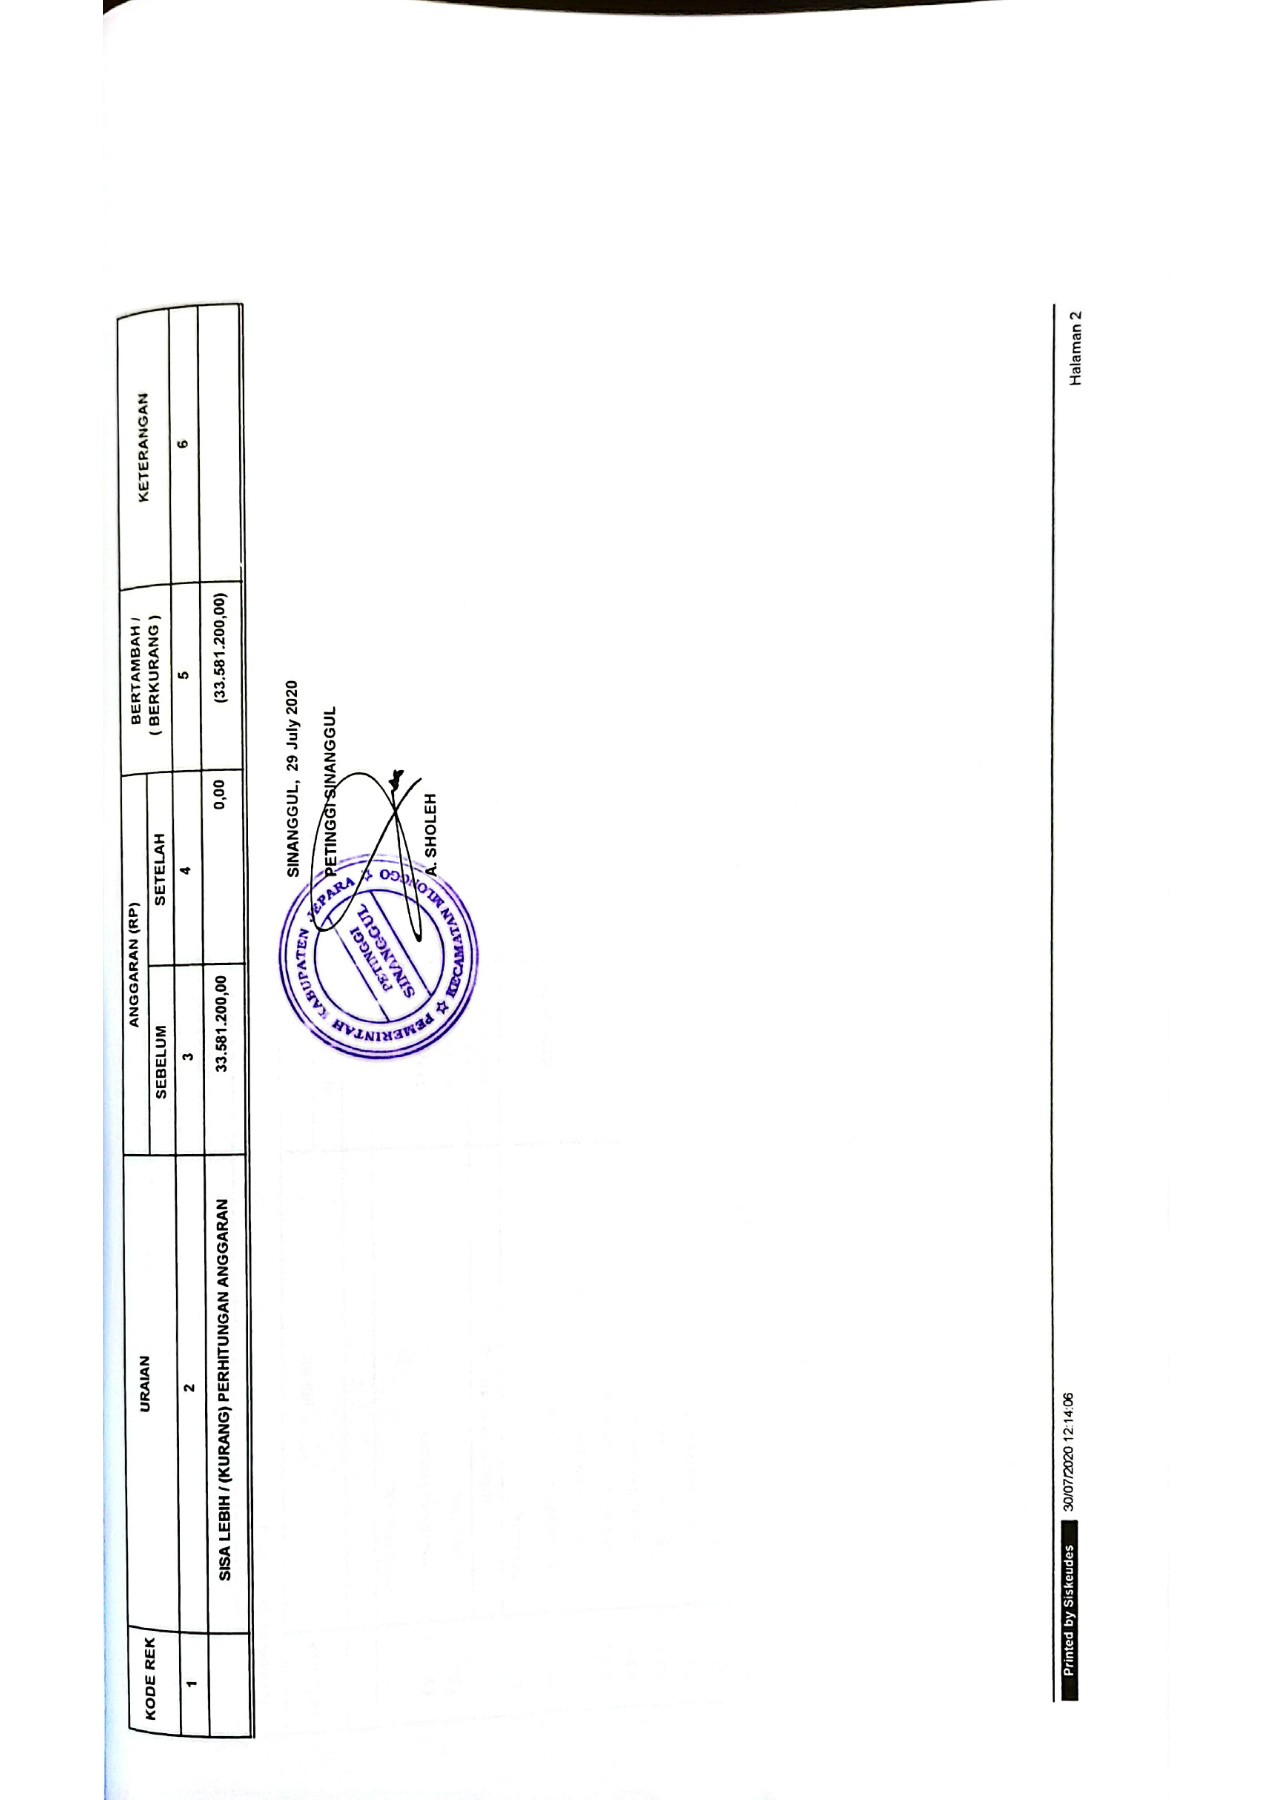 KODE REK URAIAN ANGGARAN (RP) BERTAMBAH / ( BERKURANG ) KETERANGAN
SEBELUM SETELAH
1 2 3 4 5 6
SISA LEBIH / (KURANG) PERHITUNGAN ANGGARAN 33.581.200,00 0,00 (33.581.200,00)
SINANGGUL, 29 July 2020
PETINGGI SINANGGUL
PEMERINTAH KABUPATEN JEPARA
KECAMATAN MLONGGO
PETINGGI
SINANGGUL
A. SHOLEH
Printed by Siskeudes 30/07/2020 12:14:06 Halaman 2